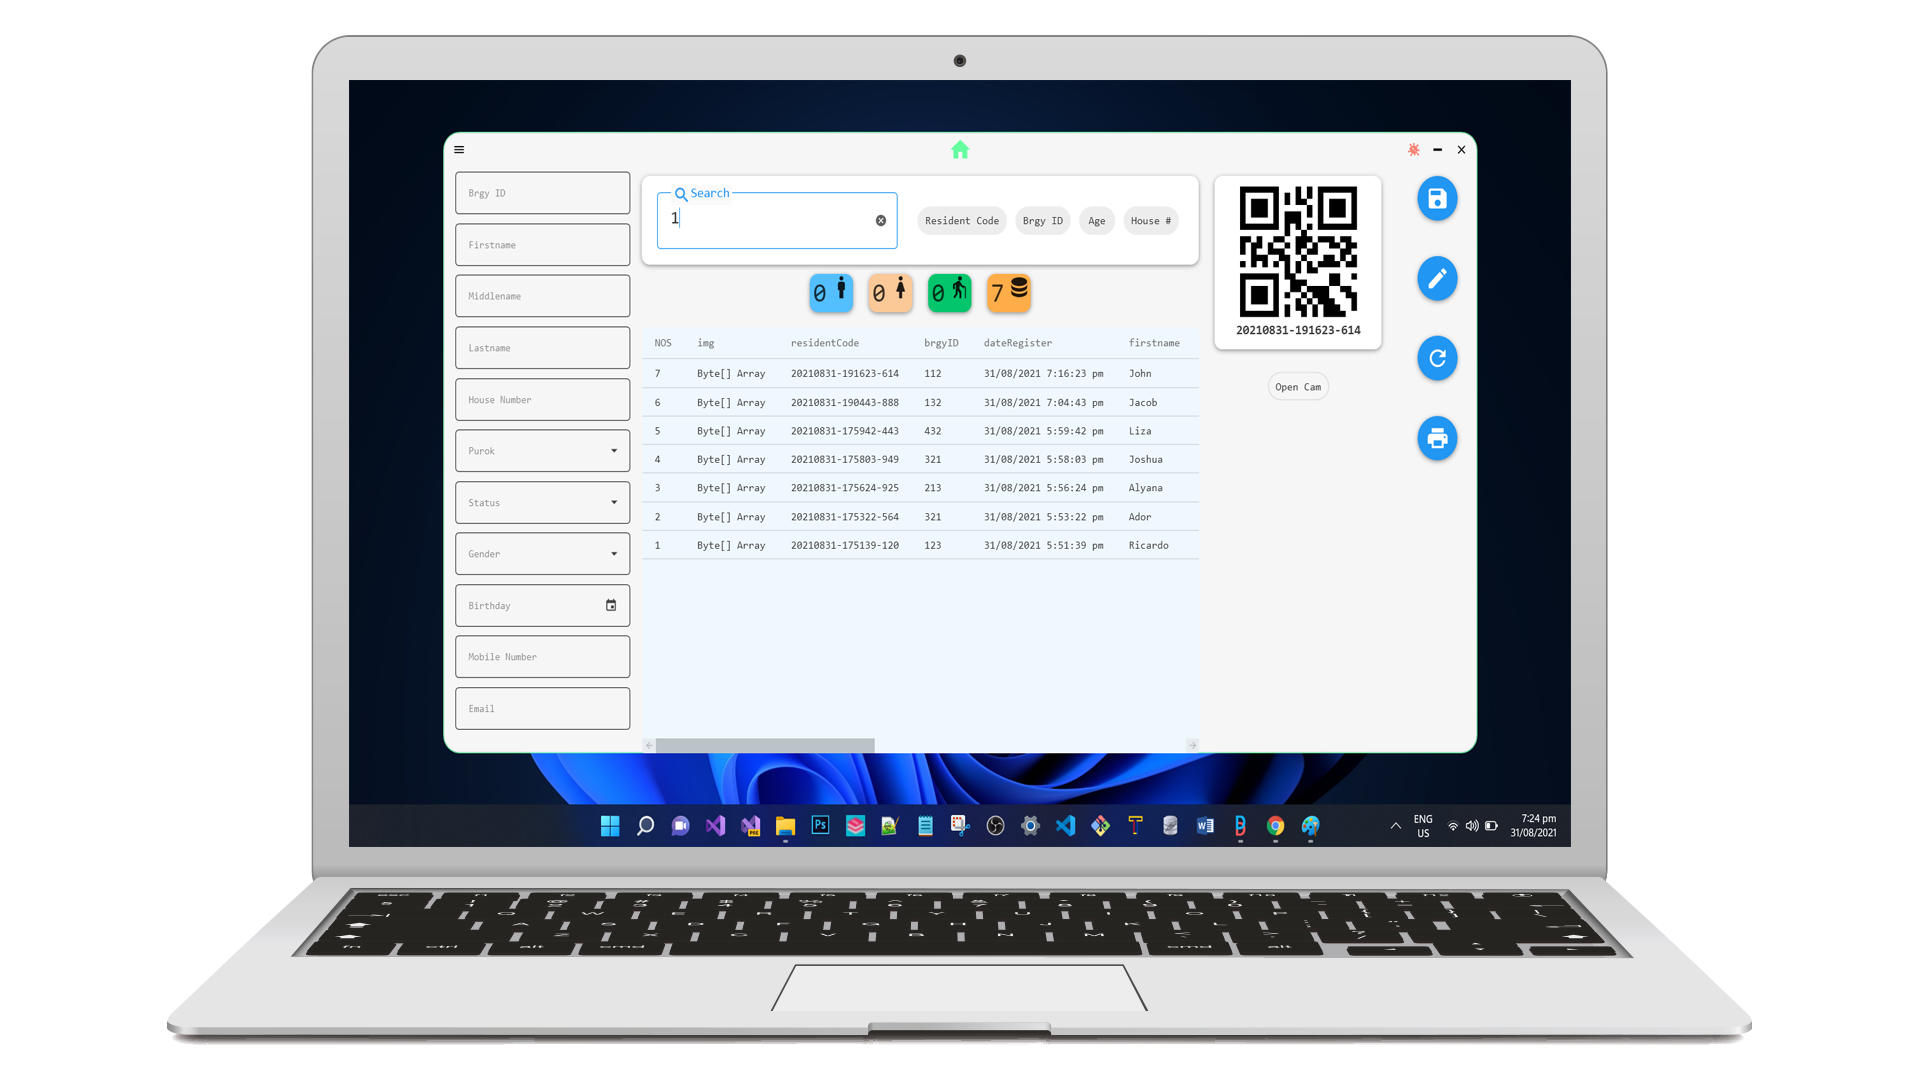 Brgy ID
Firstname
Middlename
Lastname
House Number
Purok
Status
Gender
Birthday
Mobile Number
Email
Search
1
Resident Code Brgy ID Age House #
0 0 0 7
NOS img residentCode brgyID dateRegister firstname
7 Byte[] Array 20210831-191623-614 112 31/08/2021 7:16:23 pm John
6 Byte[] Array 20210831-190443-888 132 31/08/2021 7:04:43 pm Jacob
5 Byte[] Array 20210831-175942-443 432 31/08/2021 5:59:42 pm Liza
4 Byte[] Array 20210831-175803-949 321 31/08/2021 5:58:03 pm Joshua
3 Byte[] Array 20210831-175624-925 213 31/08/2021 5:56:24 pm Alyana
2 Byte[] Array 20210831-175322-564 321 31/08/2021 5:53:22 pm Ador
1 Byte[] Array 20210831-175139-120 123 31/08/2021 5:51:39 pm Ricardo
20210831-191623-614
Open Cam
Ps
ENG
US
7:24 pm
31/08/2021
fn ctrl alt cmd cmd alt